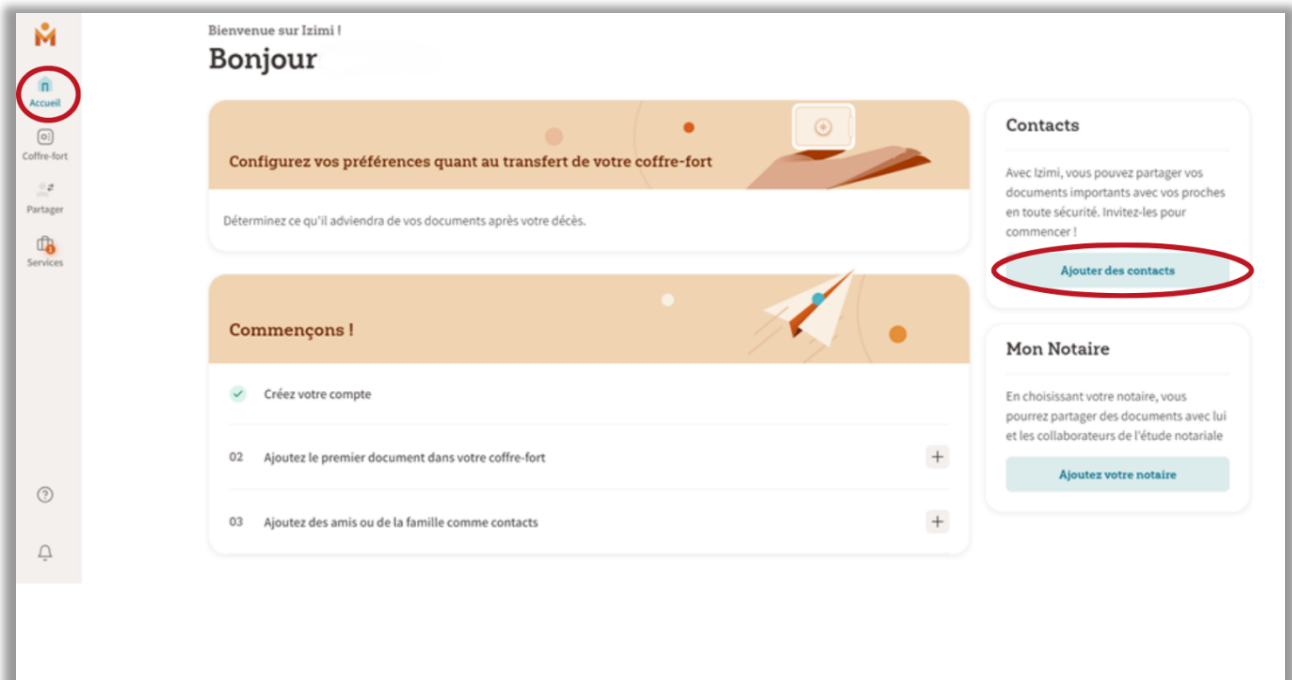 Bienvenue sur Izimi !
Bonjour
Accueil
Coffre-fort
Partager
1
Services
Configurez vos préférences quant au transfert de votre coffre-fort
Déterminez ce qu'il adviendra de vos documents après votre décès.
Commençons !
Créez votre compte
02 Ajoutez le premier document dans votre coffre-fort
03 Ajoutez des amis ou de la famille comme contacts
Contacts
Avec Izimi, vous pouvez partager vos
documents importants avec vos proches
en toute sécurité. Invitez-les pour
commencer !
Ajouter des contacts
Mon Notaire
En choisissant votre notaire, vous
pourrez partager des documents avec lui
et les collaborateurs de l'étude notariale
Ajoutez votre notaire